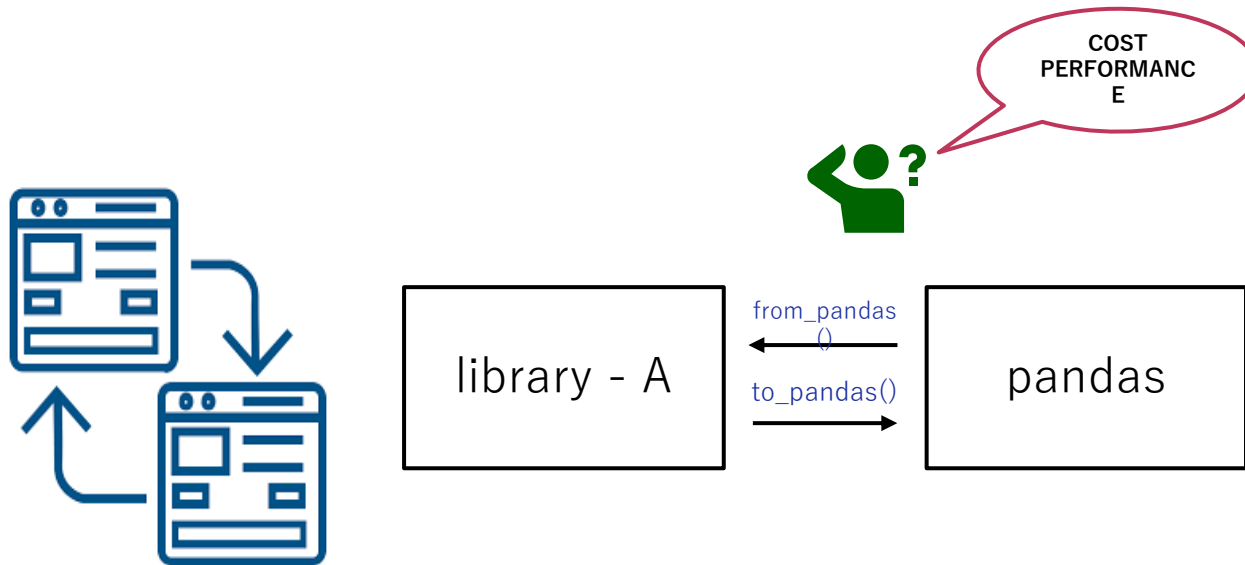 COST
PERFORMANC
E
?
library - A
from_pandas
()
to_pandas()
pandas